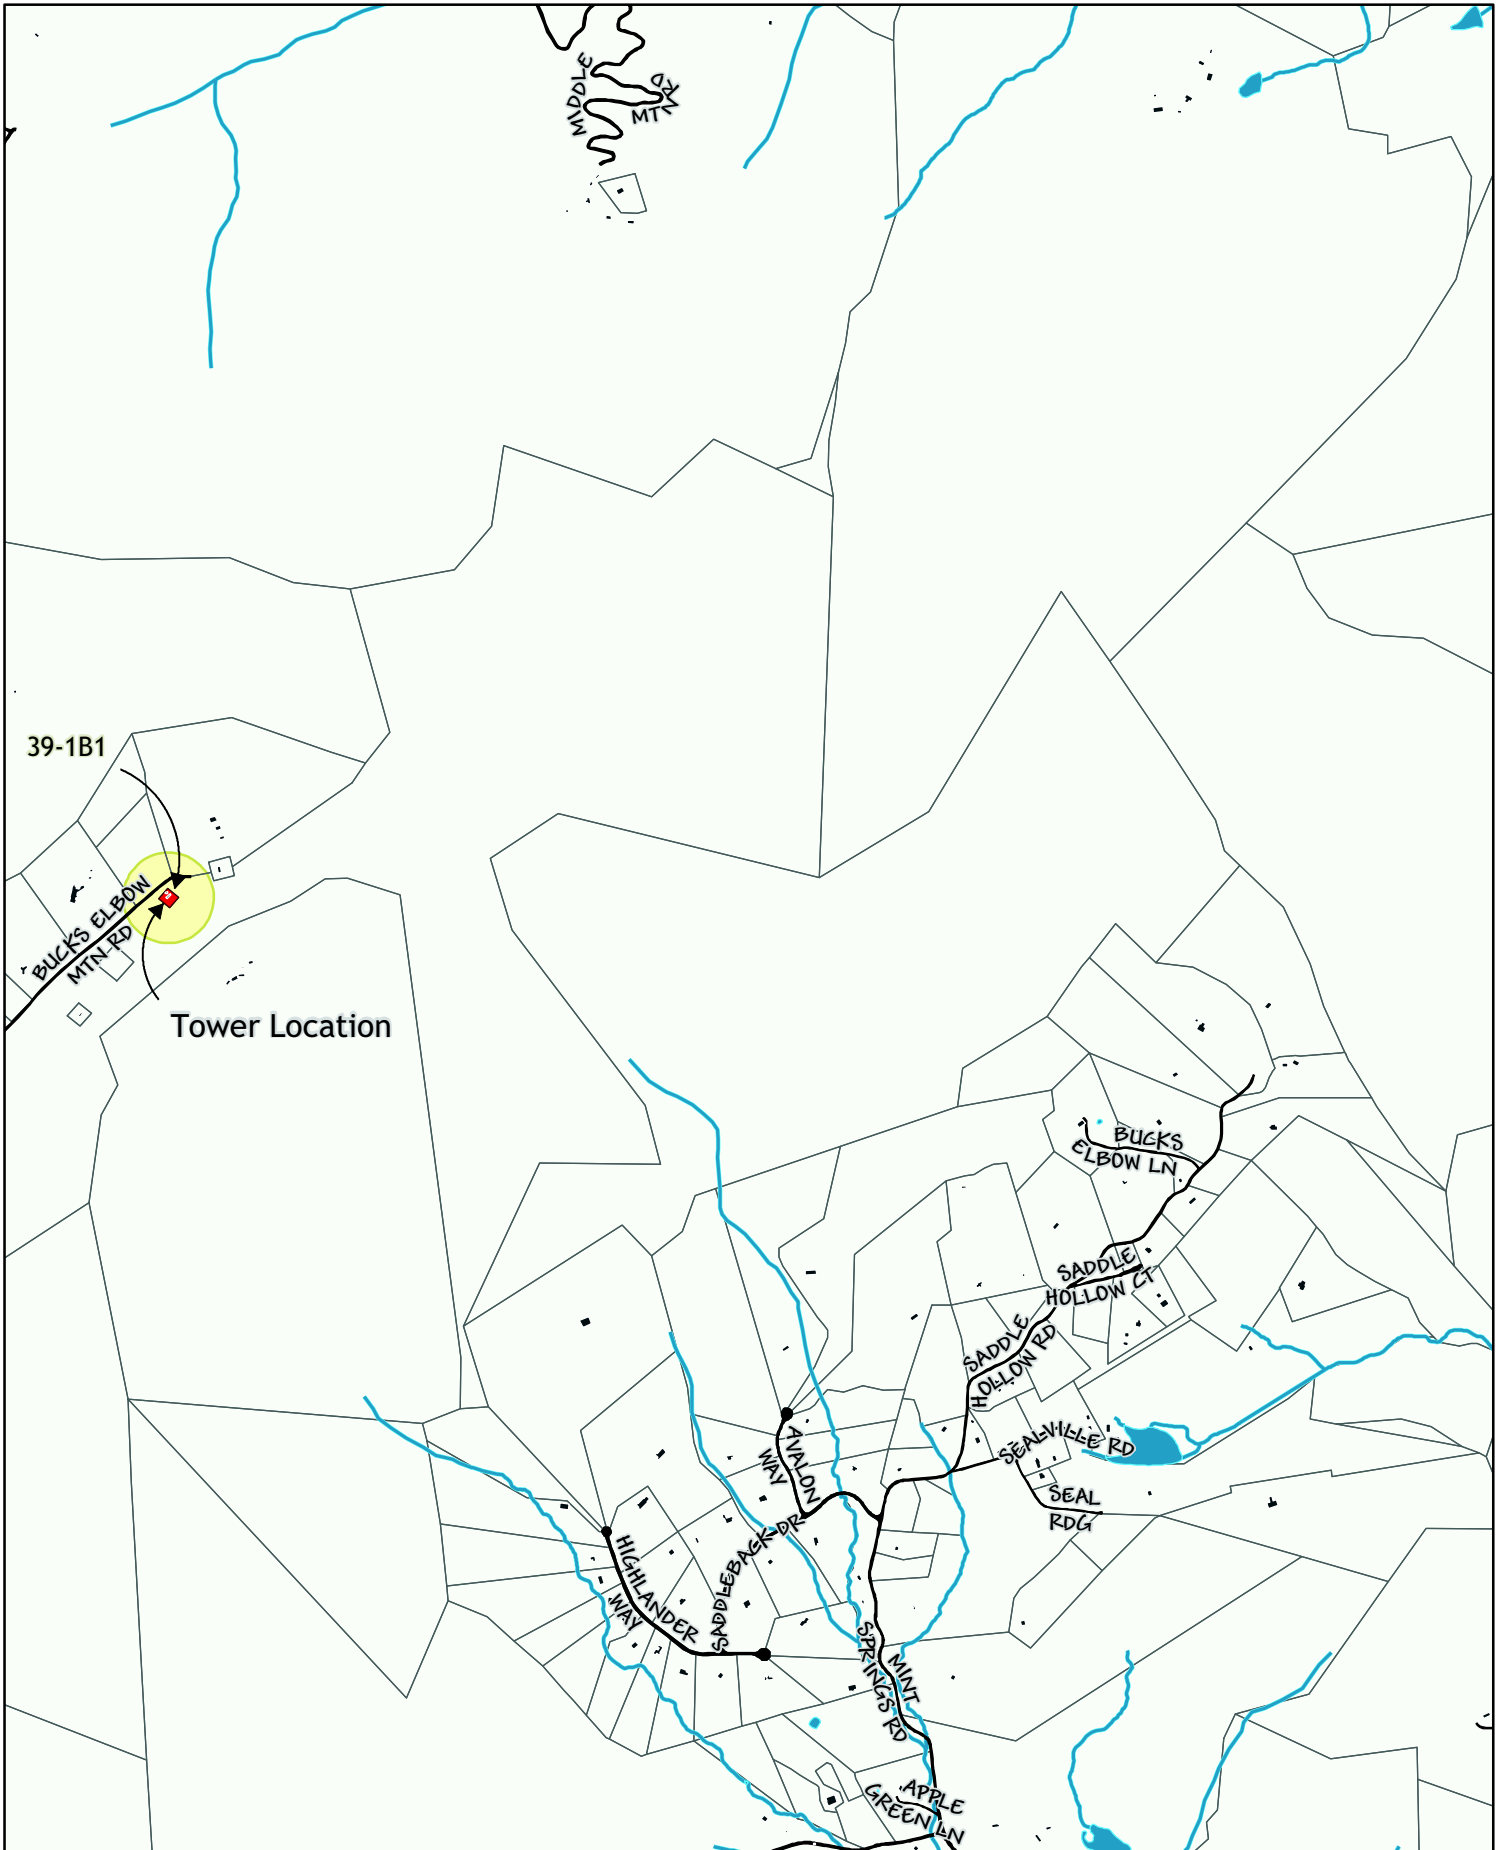 MIDDLE
MTN
RD
39-1B1
BUCKS ELBOW
MTN RD
Tower Location
BUCKS
ELBOW LN
SADDLE
HOLLOW CT
SADDLE
HOLLOW RD
AVALON
WAY
SEALVILLE RD
SEAL
RDG
SADDLEBACK DR
HIGHLANDER
WAY
MINT
SPRINGS RD
APPLE
GREEN LN